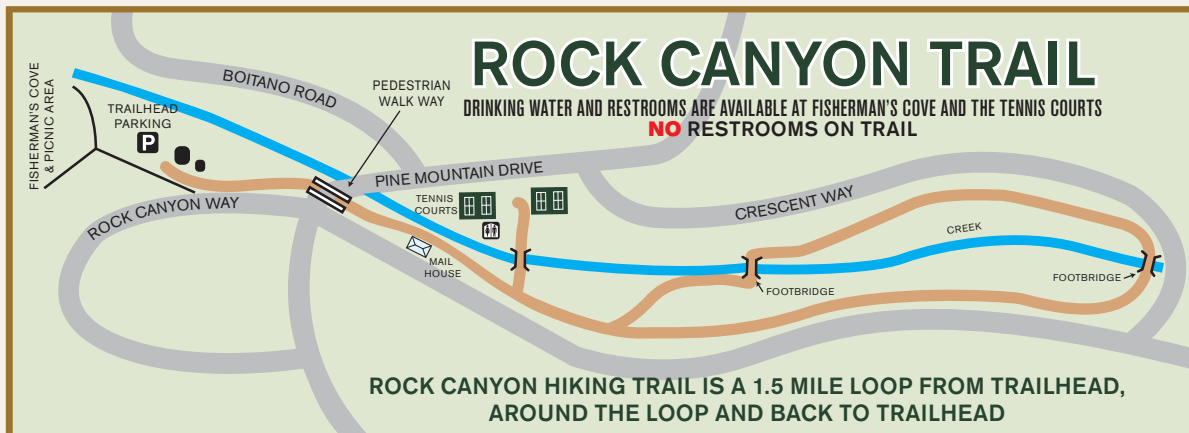 ROCK CANYON TRAIL
DRINKING WATER AND RESTROOMS ARE AVAILABLE AT FISHERMAN'S COVE AND THE TENNIS COURTS
NO RESTROOMS ON TRAIL
FISHERMAN'S COVE
& PICNIC AREA
TRAILHEAD
PARKING
P
BOITANO ROAD
PEDESTRIAN
WALK WAY
PINE MOUNTAIN DRIVE
ROCK CANYON WAY
TENNIS
COURTS
MAIL
HOUSE
CRESCENT WAY
CREEK
FOOTBRIDGE
FOOTBRIDGE
ROCK CANYON HIKING TRAIL IS A 1.5 MILE LOOP FROM TRAILHEAD,
AROUND THE LOOP AND BACK TO TRAILHEAD